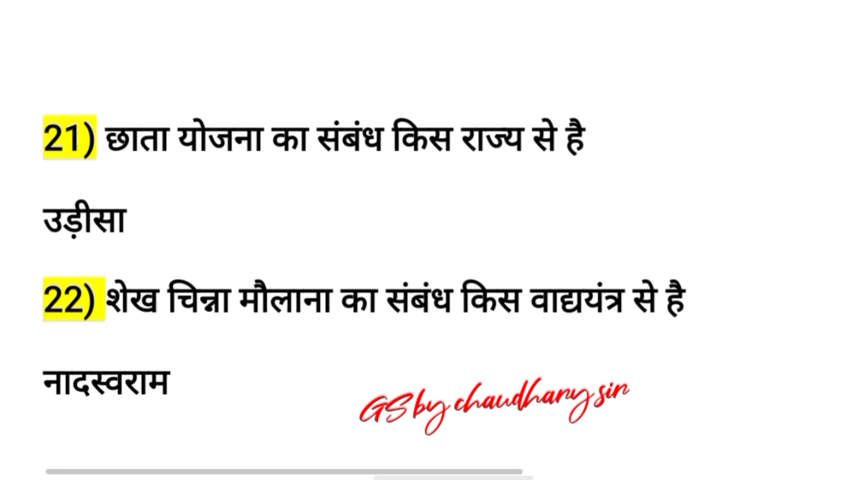 21) छाता योजना का संबंध किस राज्य से है
उड़ीसा
22) शेख चिन्ना मौलाना का संबंध किस वाद्ययंत्र से है
नादस्वराम
GS by chaudhary sir